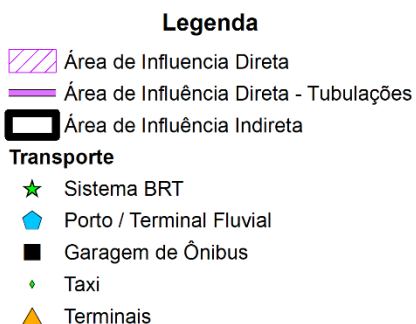 Legenda
Área de Influencia Direta
Área de Influência Direta - Tubulações
Área de Influência Indireta
Transporte
Sistema BRT
Porto / Terminal Fluvial
Garagem de Ônibus
Taxi
Terminais